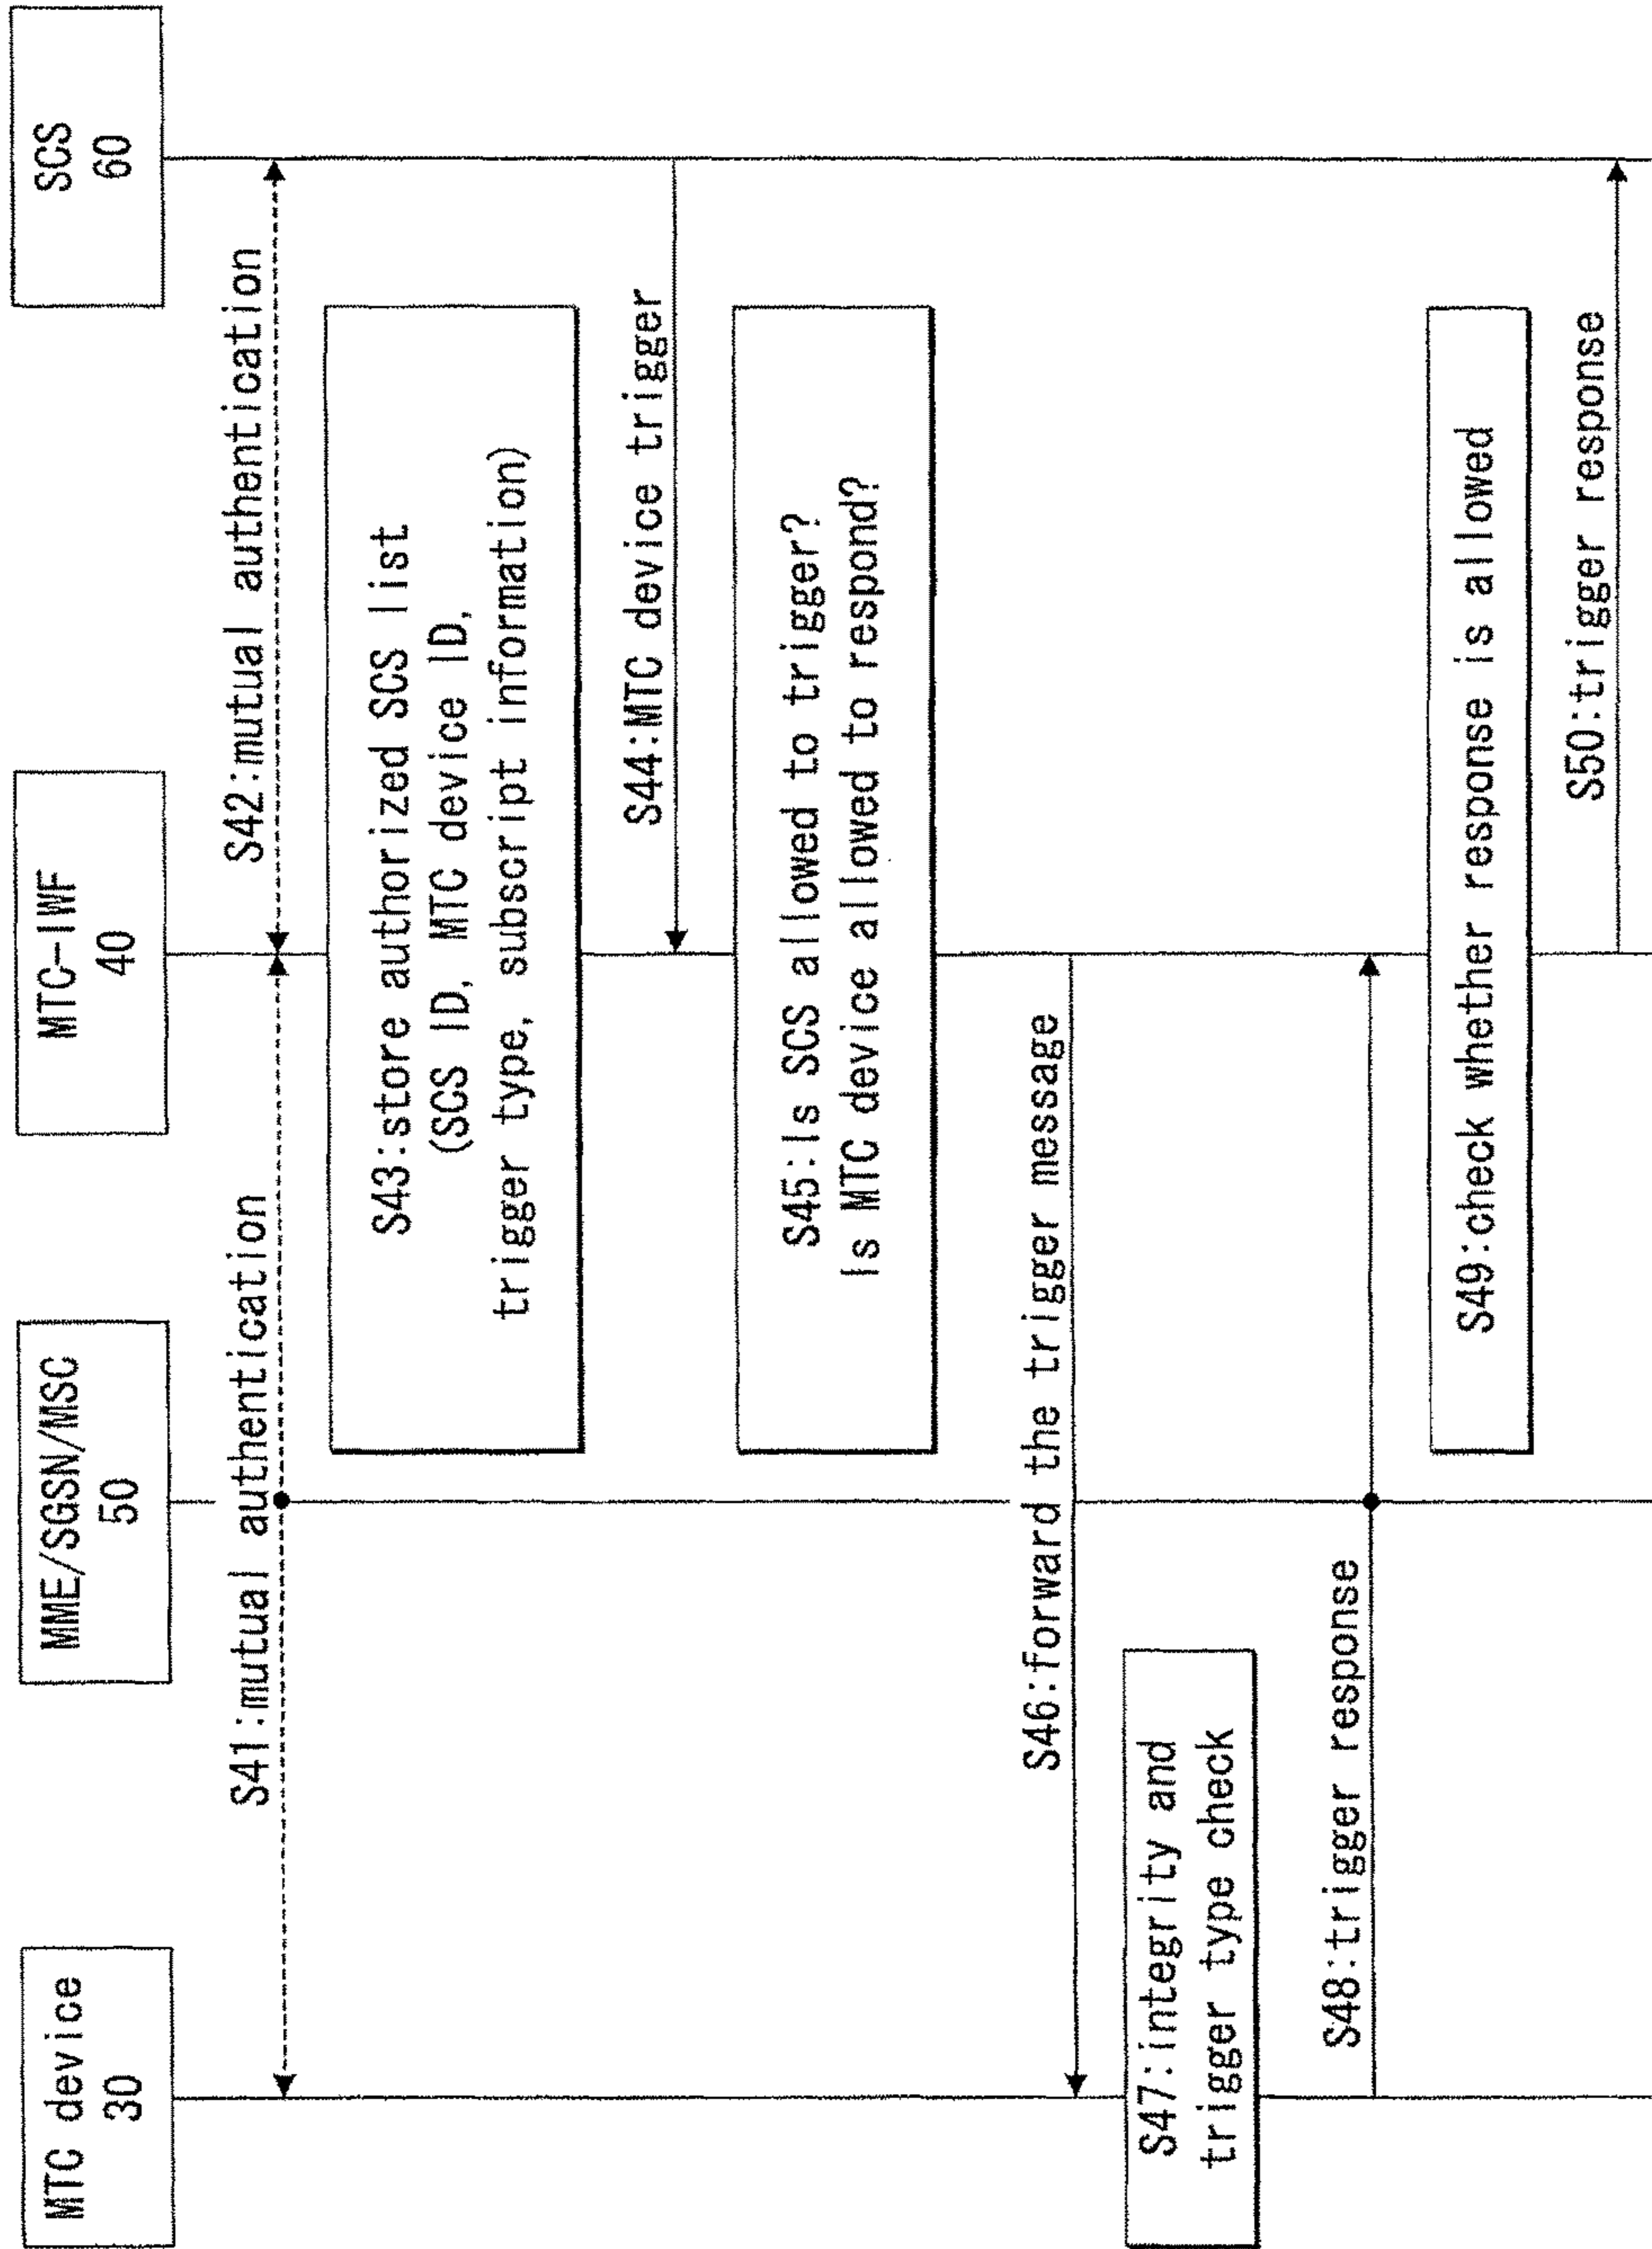 MTC device
30
MME/SGSN/MSC
50
MTC-IWF
40
SCS
60
S41:mutual authentication
S42:mutual authentication
S43:store authorized SCS list
(SCS ID, MTC device ID,
trigger type, subscript information)
S44:MTC device trigger
S45:Is SCS allowed to trigger?
Is MTC device allowed to respond?
S46:forward the trigger message
S47:integrity and
trigger type check
S48:trigger response
S49:check whether response is allowed
S50:trigger response